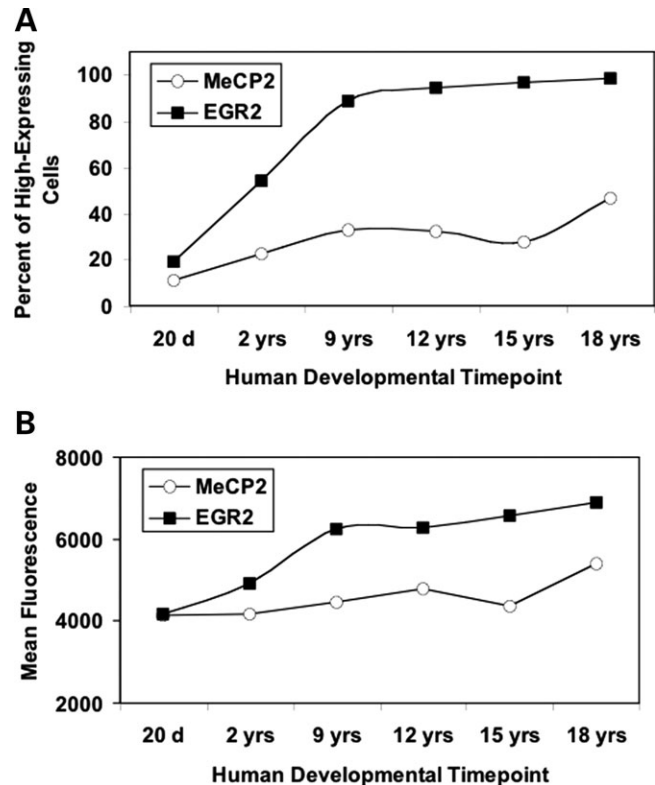 A
Percent of High-Expressing
Cells
100
80
60
40
20
0
MeCP2
EGR2
20 d 2 yrs 9 yrs 12 yrs 15 yrs 18 yrs
Human Developmental Timepoint
B
Mean Fluorescence
8000
6000
4000
2000
MeCP2
EGR2
20 d 2 yrs 9 yrs 12 yrs 15 yrs 18 yrs
Human Developmental Timepoint